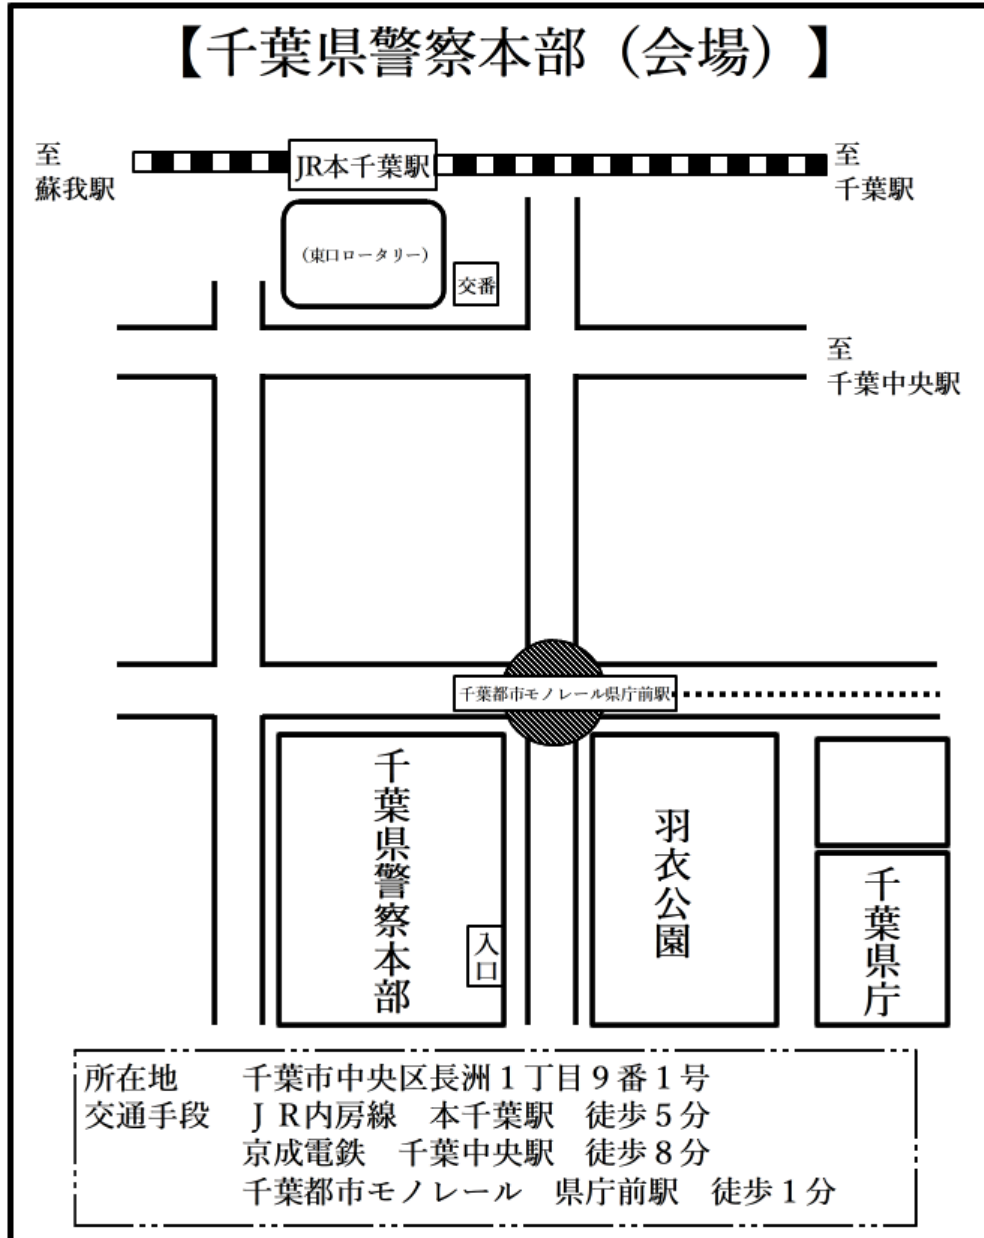 【千葉県警察本部（会場）】
至
蘇我駅
JR本千葉駅
至
千葉駅
（東口ロータリー）
交番
至
千葉中央駅
千葉都市モノレール県庁前駅
千葉県警察本部
入口
羽衣公園
千葉県庁
所在地　千葉市中央区長洲１丁目９番１号
交通手段　ＪＲ内房線　本千葉駅　徒歩５分
京成電鉄　千葉中央駅　徒歩８分
千葉都市モノレール　県庁前駅　徒歩１分